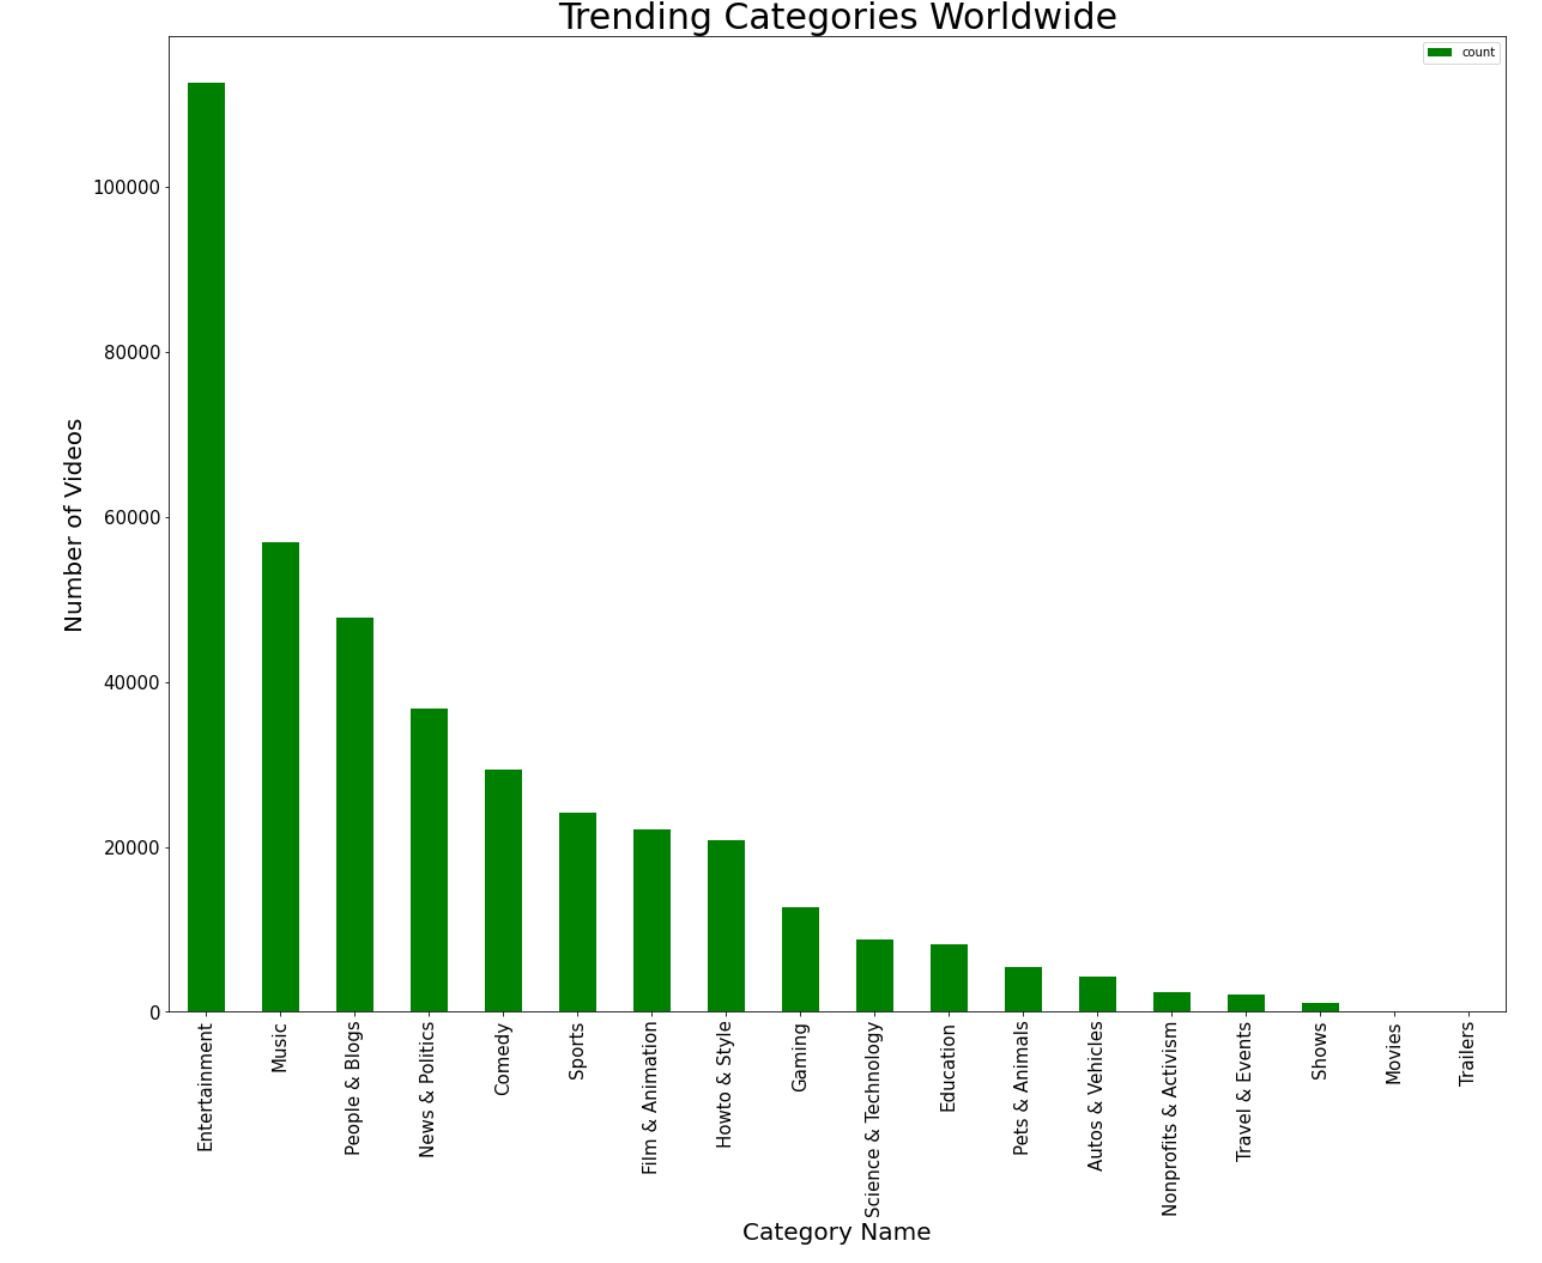 Trending Categories Worldwide
count
100000
80000
60000
40000
20000
0
Number of Videos
Entertainment
Music
People & Blogs
News & Politics
Comedy
Sports
Film & Animation
Howto & Style
Gaming
Science & Technology
Education
Pets & Animals
Autos & Vehicles
Nonprofits & Activism
Travel & Events
Shows
Movies
Trailers
Category Name